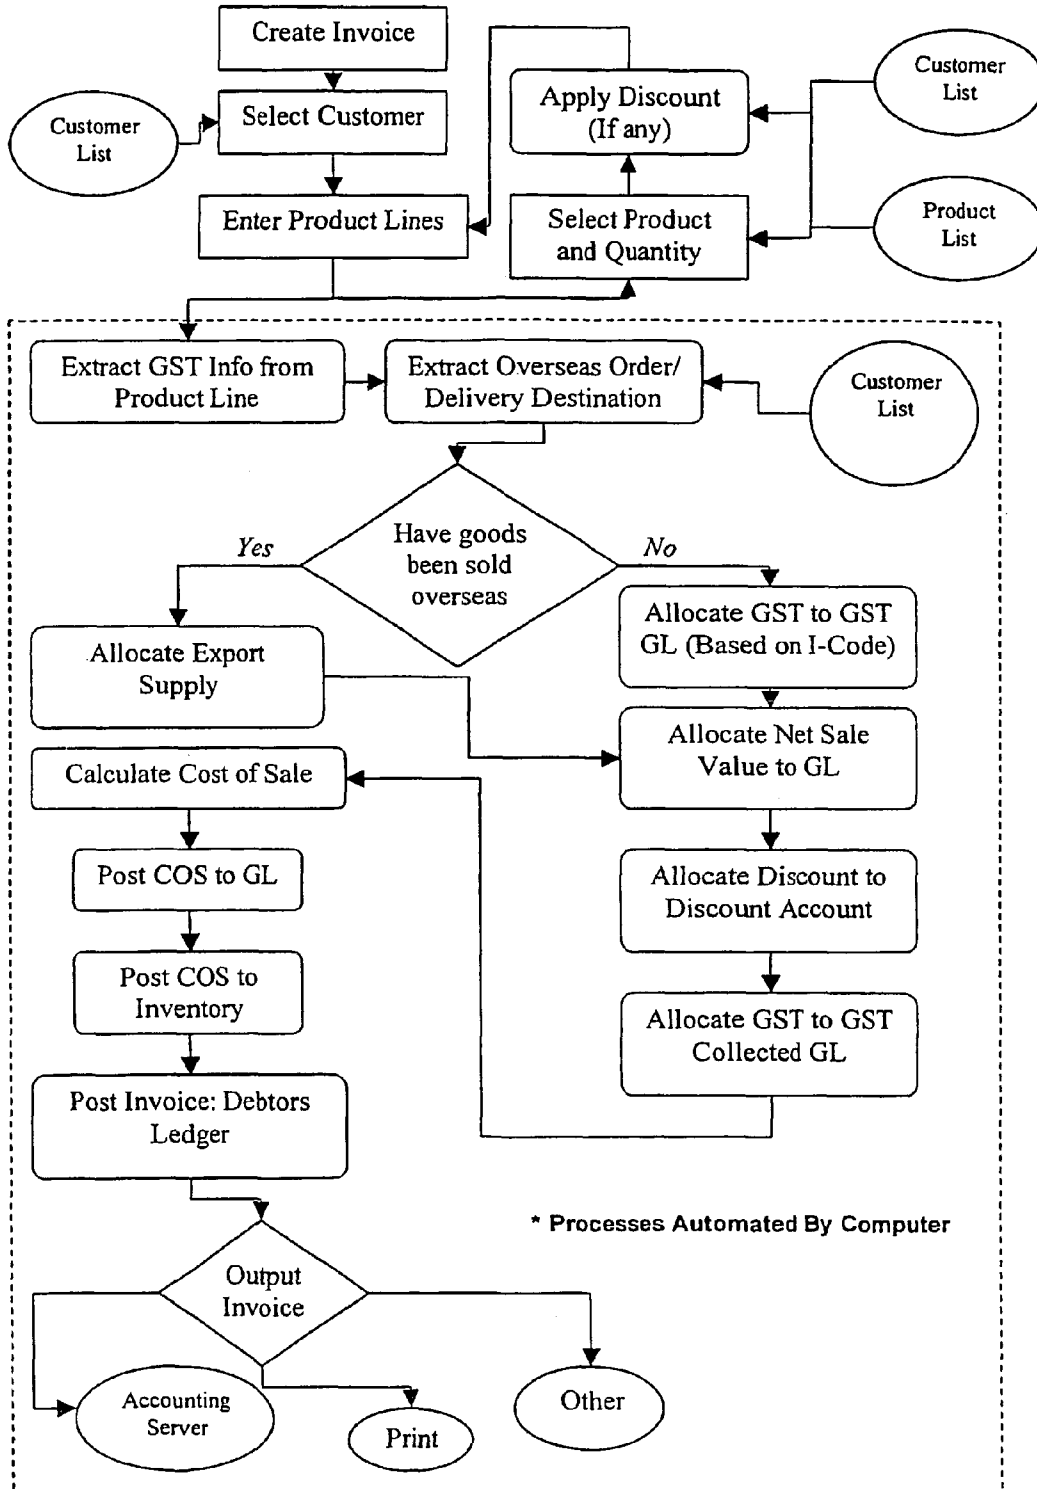 Create Invoice
Select Customer
Customer
List
Enter Product Lines
Apply Discount
(If any)
Select Product
and Quantity
Customer
List
Product
List
Extract GST Info from
Product Line
Extract Overseas Order/
Delivery Destination
Customer
List
Have goods
been sold
overseas
Yes
No
Allocate Export
Supply
Allocate GST to GST
GL (Based on I-Code)
Allocate Net Sale
Value to GL
Allocate Discount to
Discount Account
Allocate GST to GST
Collected GL
Calculate Cost of Sale
Post COS to GL
Post COS to
Inventory
Post Invoice: Debtors
Ledger
* Processes Automated By Computer
Output
Invoice
Accounting
Server
Print
Other